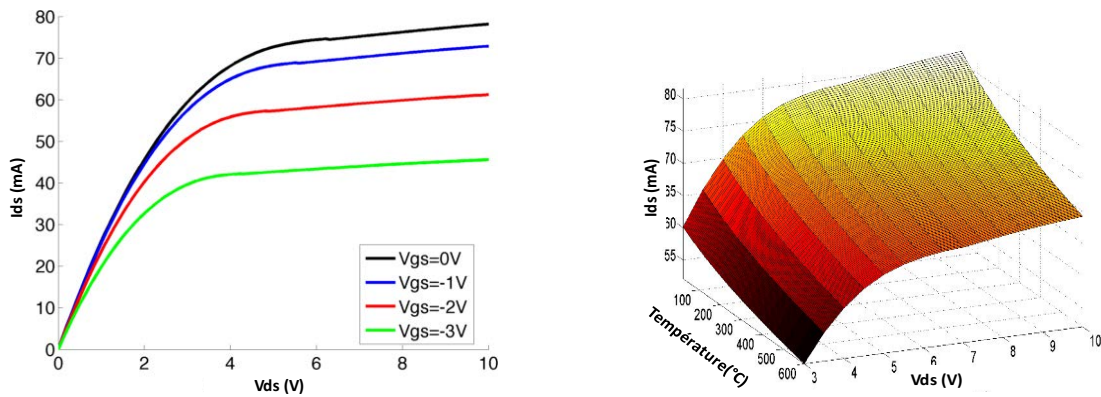 80
70
60
50
40
30
20
10
0
Ids (mA)
0 2 4 6 8 10
Vds (V)
Vgs=0V
Vgs=-1V
Vgs=-2V
Vgs=-3V
80
75
70
65
60
55
Ids (mA)
100
200
300
400
500
600
Température(°C)
3 4 5 6 7 8 9 10
Vds (V)